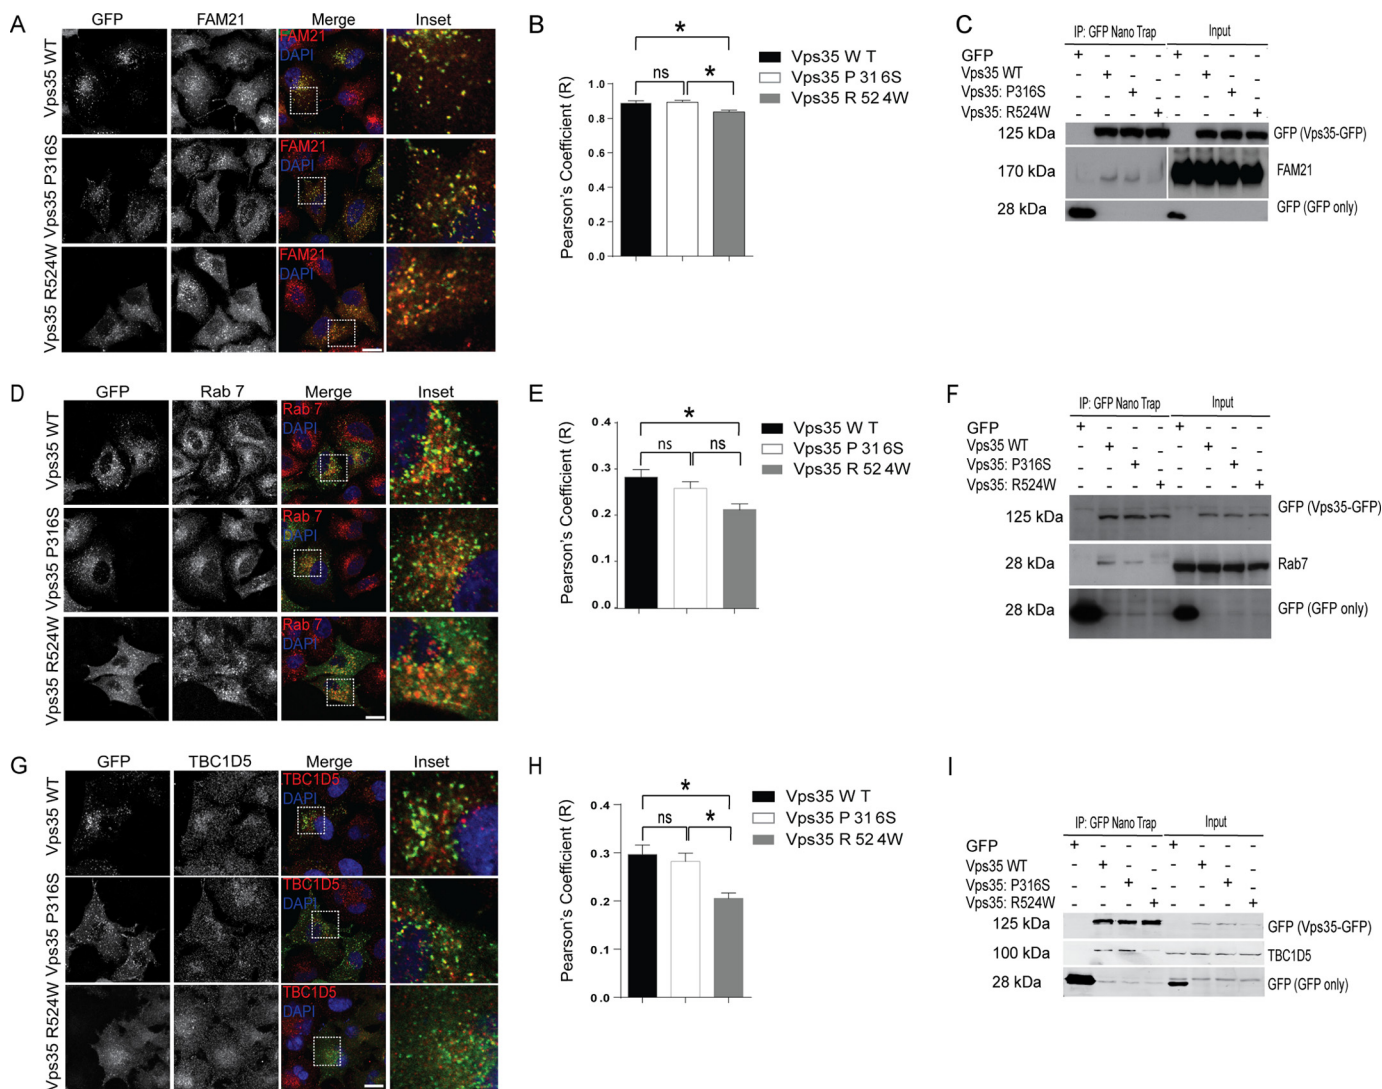 A
GFP
FAM21
Merge
Inset
Vps35 WT
FAM21
DAPI
Vps35 P316S
FAM21
DAPI
Vps35 R524W
FAM21
DAPI
B
Pearson's Coefficient (R)
1.0
0.8
0.6
0.4
0.2
0.0
*
ns
*
Vps35 W T
Vps35 P 31 6S
Vps35 R 52 4W
C
IP: GFP Nano Trap
Input
GFP + - - - + - - -
Vps35 WT - + - - - + - -
Vps35: P316S - - + - - - + -
Vps35: R524W - - - + - - - +
125 kDa GFP (Vps35-GFP)
170 kDa FAM21
28 kDa GFP (GFP only)
D
GFP
Rab 7
Merge
Inset
Vps35 WT
Rab 7
DAPI
Vps35 P316S
Rab 7
DAPI
Vps35 R524W
Rab 7
DAPI
E
Pearson's Coefficient (R)
0.4
0.3
0.2
0.1
0.0
*
ns
ns
Vps35 W T
Vps35 P 31 6S
Vps35 R 52 4W
F
IP: GFP Nano Trap
Input
GFP + - - - + - - -
Vps35 WT - + - - - + - -
Vps35: P316S - - + - - - + -
Vps35: R524W - - - + - - - +
125 kDa GFP (Vps35-GFP)
28 kDa Rab7
28 kDa GFP (GFP only)
G
GFP
TBC1D5
Merge
Inset
Vps35 WT
TBC1D5
DAPI
Vps35 P316S
TBC1D5
DAPI
Vps35 R524W
TBC1D5
DAPI
H
Pearson's Coefficient (R)
0.4
0.3
0.2
0.1
0.0
*
ns
*
Vps35 W T
Vps35 P 31 6S
Vps35 R 52 4W
I
IP: GFP Nano Trap
Input
GFP + - - - + - - -
Vps35 WT - + - - - + - -
Vps35: P316S - - + - - - + -
Vps35: R524W - - - + - - - +
125 kDa GFP (Vps35-GFP)
100 kDa TBC1D5
28 kDa GFP (GFP only)